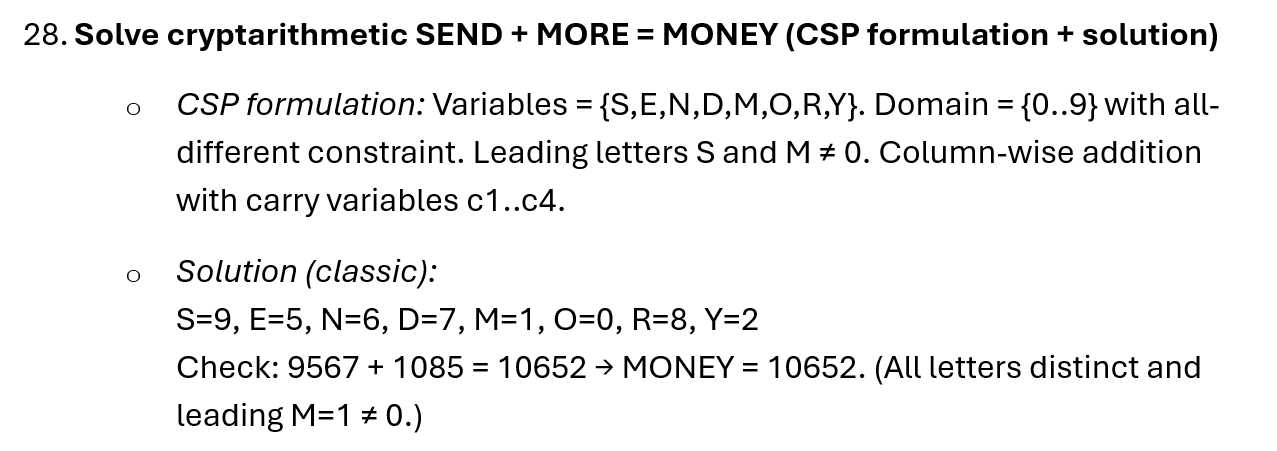 28. Solve cryptarithmetic SEND + MORE = MONEY (CSP formulation + solution)
o CSP formulation: Variables = {S,E,N,D,M,O,R,Y}. Domain = {0..9} with all-
different constraint. Leading letters S and M ≠ 0. Column-wise addition
with carry variables c1..c4.
o Solution (classic):
S=9, E=5, N=6, D=7, M=1, O=0, R=8, Y=2
Check: 9567 + 1085 = 10652 → MONEY = 10652. (All letters distinct and
leading M=1 ≠ 0.)